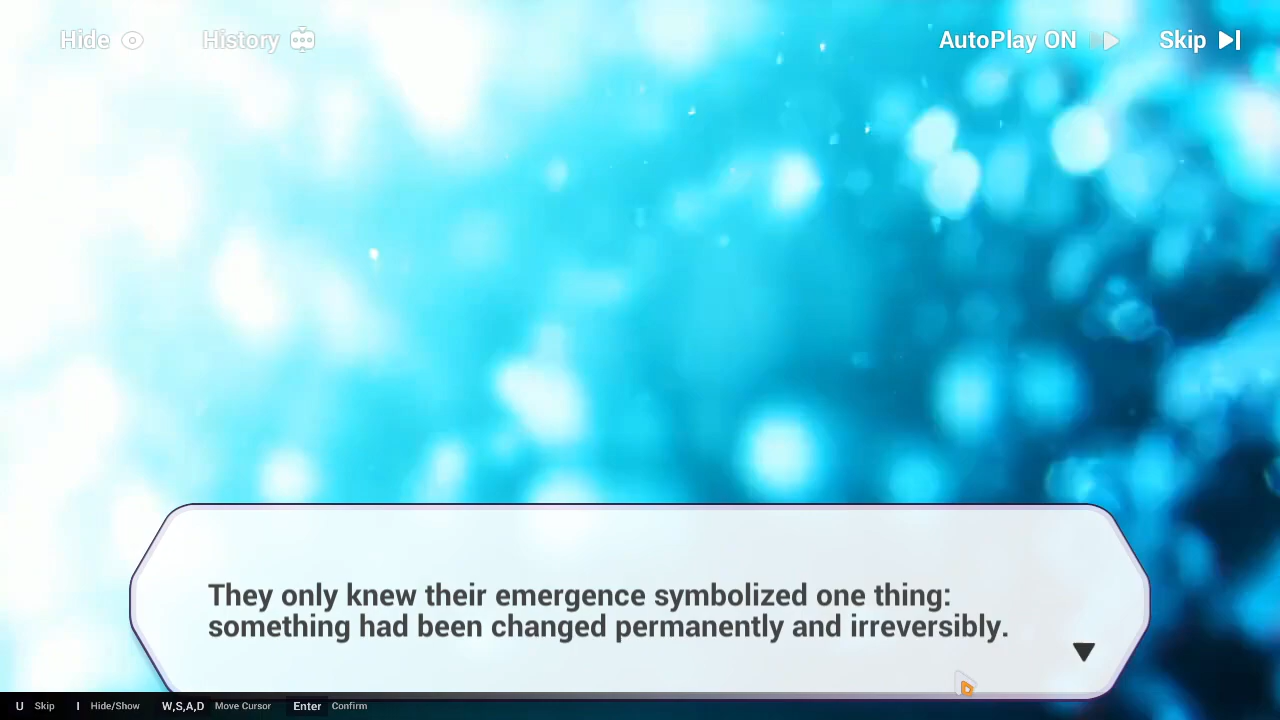 Hide
History
AutoPlay ON
Skip
They only knew their emergence symbolized one thing:
something had been changed permanently and irreversibly.
U Skip I Hide/Show W,S,A,D Move Cursor Enter Confirm